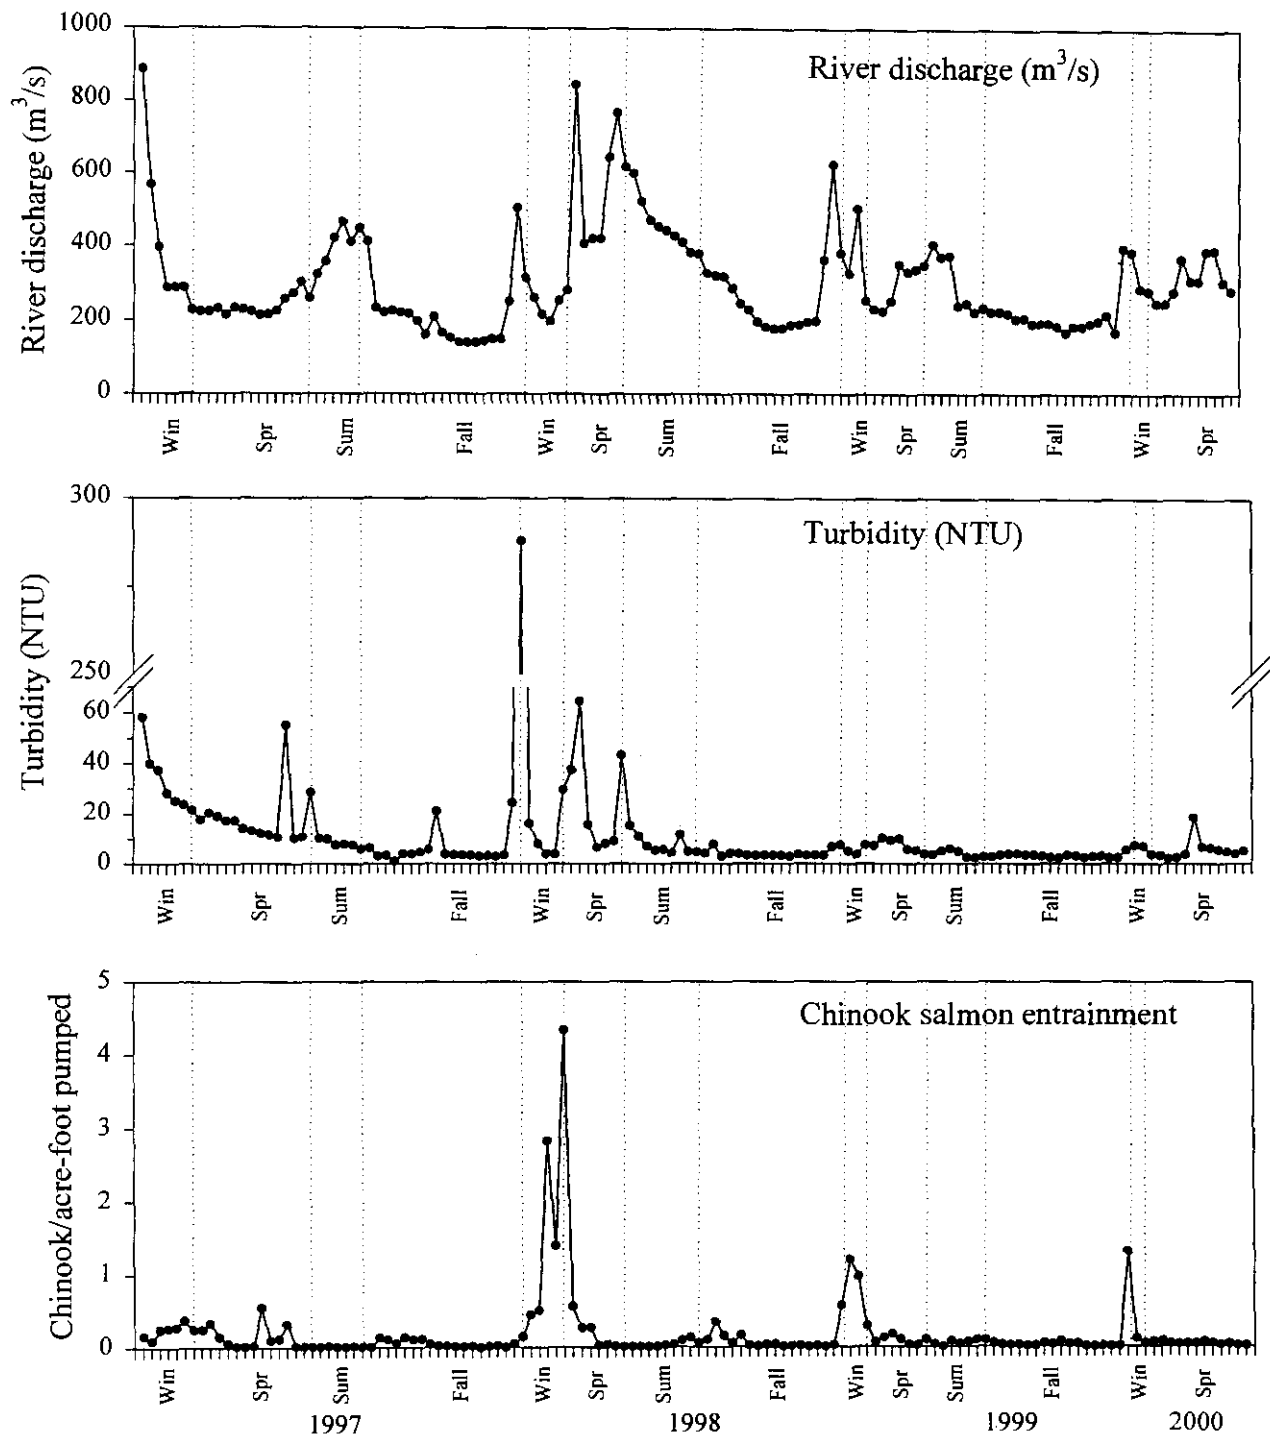 River discharge (m³/s)
River discharge (m³/s)
1000
800
600
400
200
0
Win Spr Sum Fall Win Spr Sum Fall Win Spr Sum Fall Win Spr
Turbidity (NTU)
Turbidity (NTU)
300
250
60
40
20
0
Win Spr Sum Fall Win Spr Sum Fall Win Spr Sum Fall Win Spr
Chinook salmon entrainment
Chinook/acre-foot pumped
5
4
3
2
1
0
Win Spr Sum Fall Win Spr Sum Fall Win Spr Sum Fall Win Spr
1997 1998 1999 2000